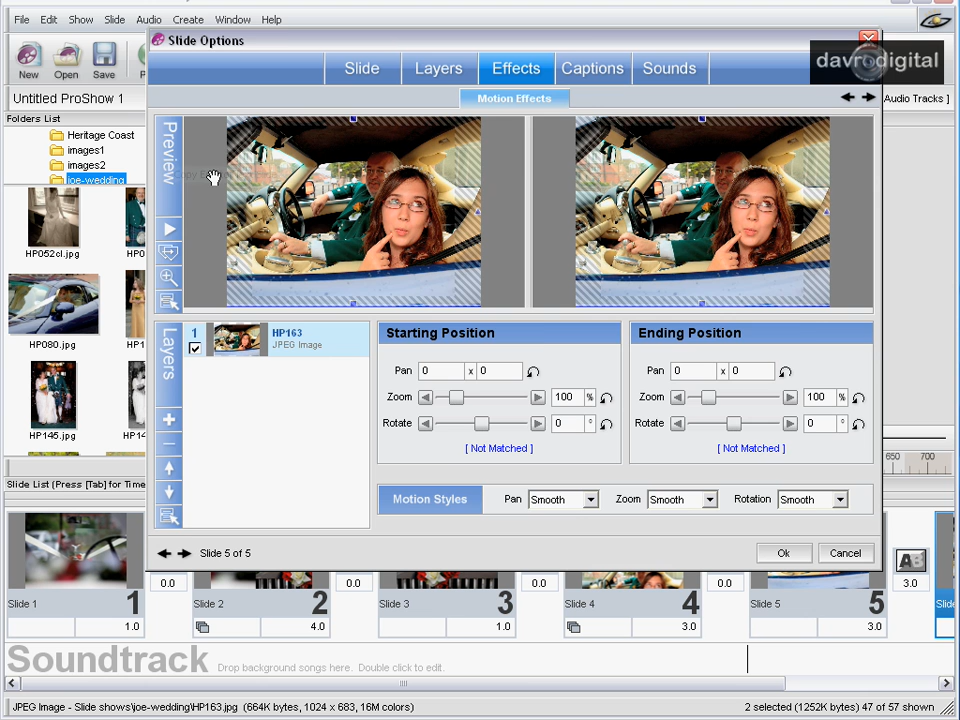 File Edit Show Slide Audio Create Window Help
Slide Options
New Open Save
Slide Layers Effects Captions Sounds
davrodigital
Untitled ProShow 1
Motion Effects
Audio Tracks ]
Folders List
Heritage Coast
images1
images2
joe-wedding
Preview
HP052cl.jpg
HP0
HP080.jpg
HP1
HP145.jpg
HP14
Layers
1
HP163
JPEG Image
Starting Position
Pan 0 x 0
Zoom 100 %
Rotate 0 °
[ Not Matched ]
Ending Position
Pan 0 x 0
Zoom 100 %
Rotate 0 °
[ Not Matched ]
650 700
Motion Styles Pan Smooth Zoom Smooth Rotation Smooth
Slide List (Press [Tab] for Time
Slide 5 of 5
Ok Cancel
AB
0.0 0.0 0.0 0.0 3.0
Slide 1 1 Slide 2 2 Slide 3 3 Slide 4 4 Slide 5 5 Slide
1.0 4.0 1.0 3.0 3.0
Soundtrack Drop background songs here. Double click to edit.
JPEG Image - Slide shows\joe-wedding\HP163.jpg (664K bytes, 1024 x 683, 16M colors) 2 selected (1252K bytes) 47 of 57 shown